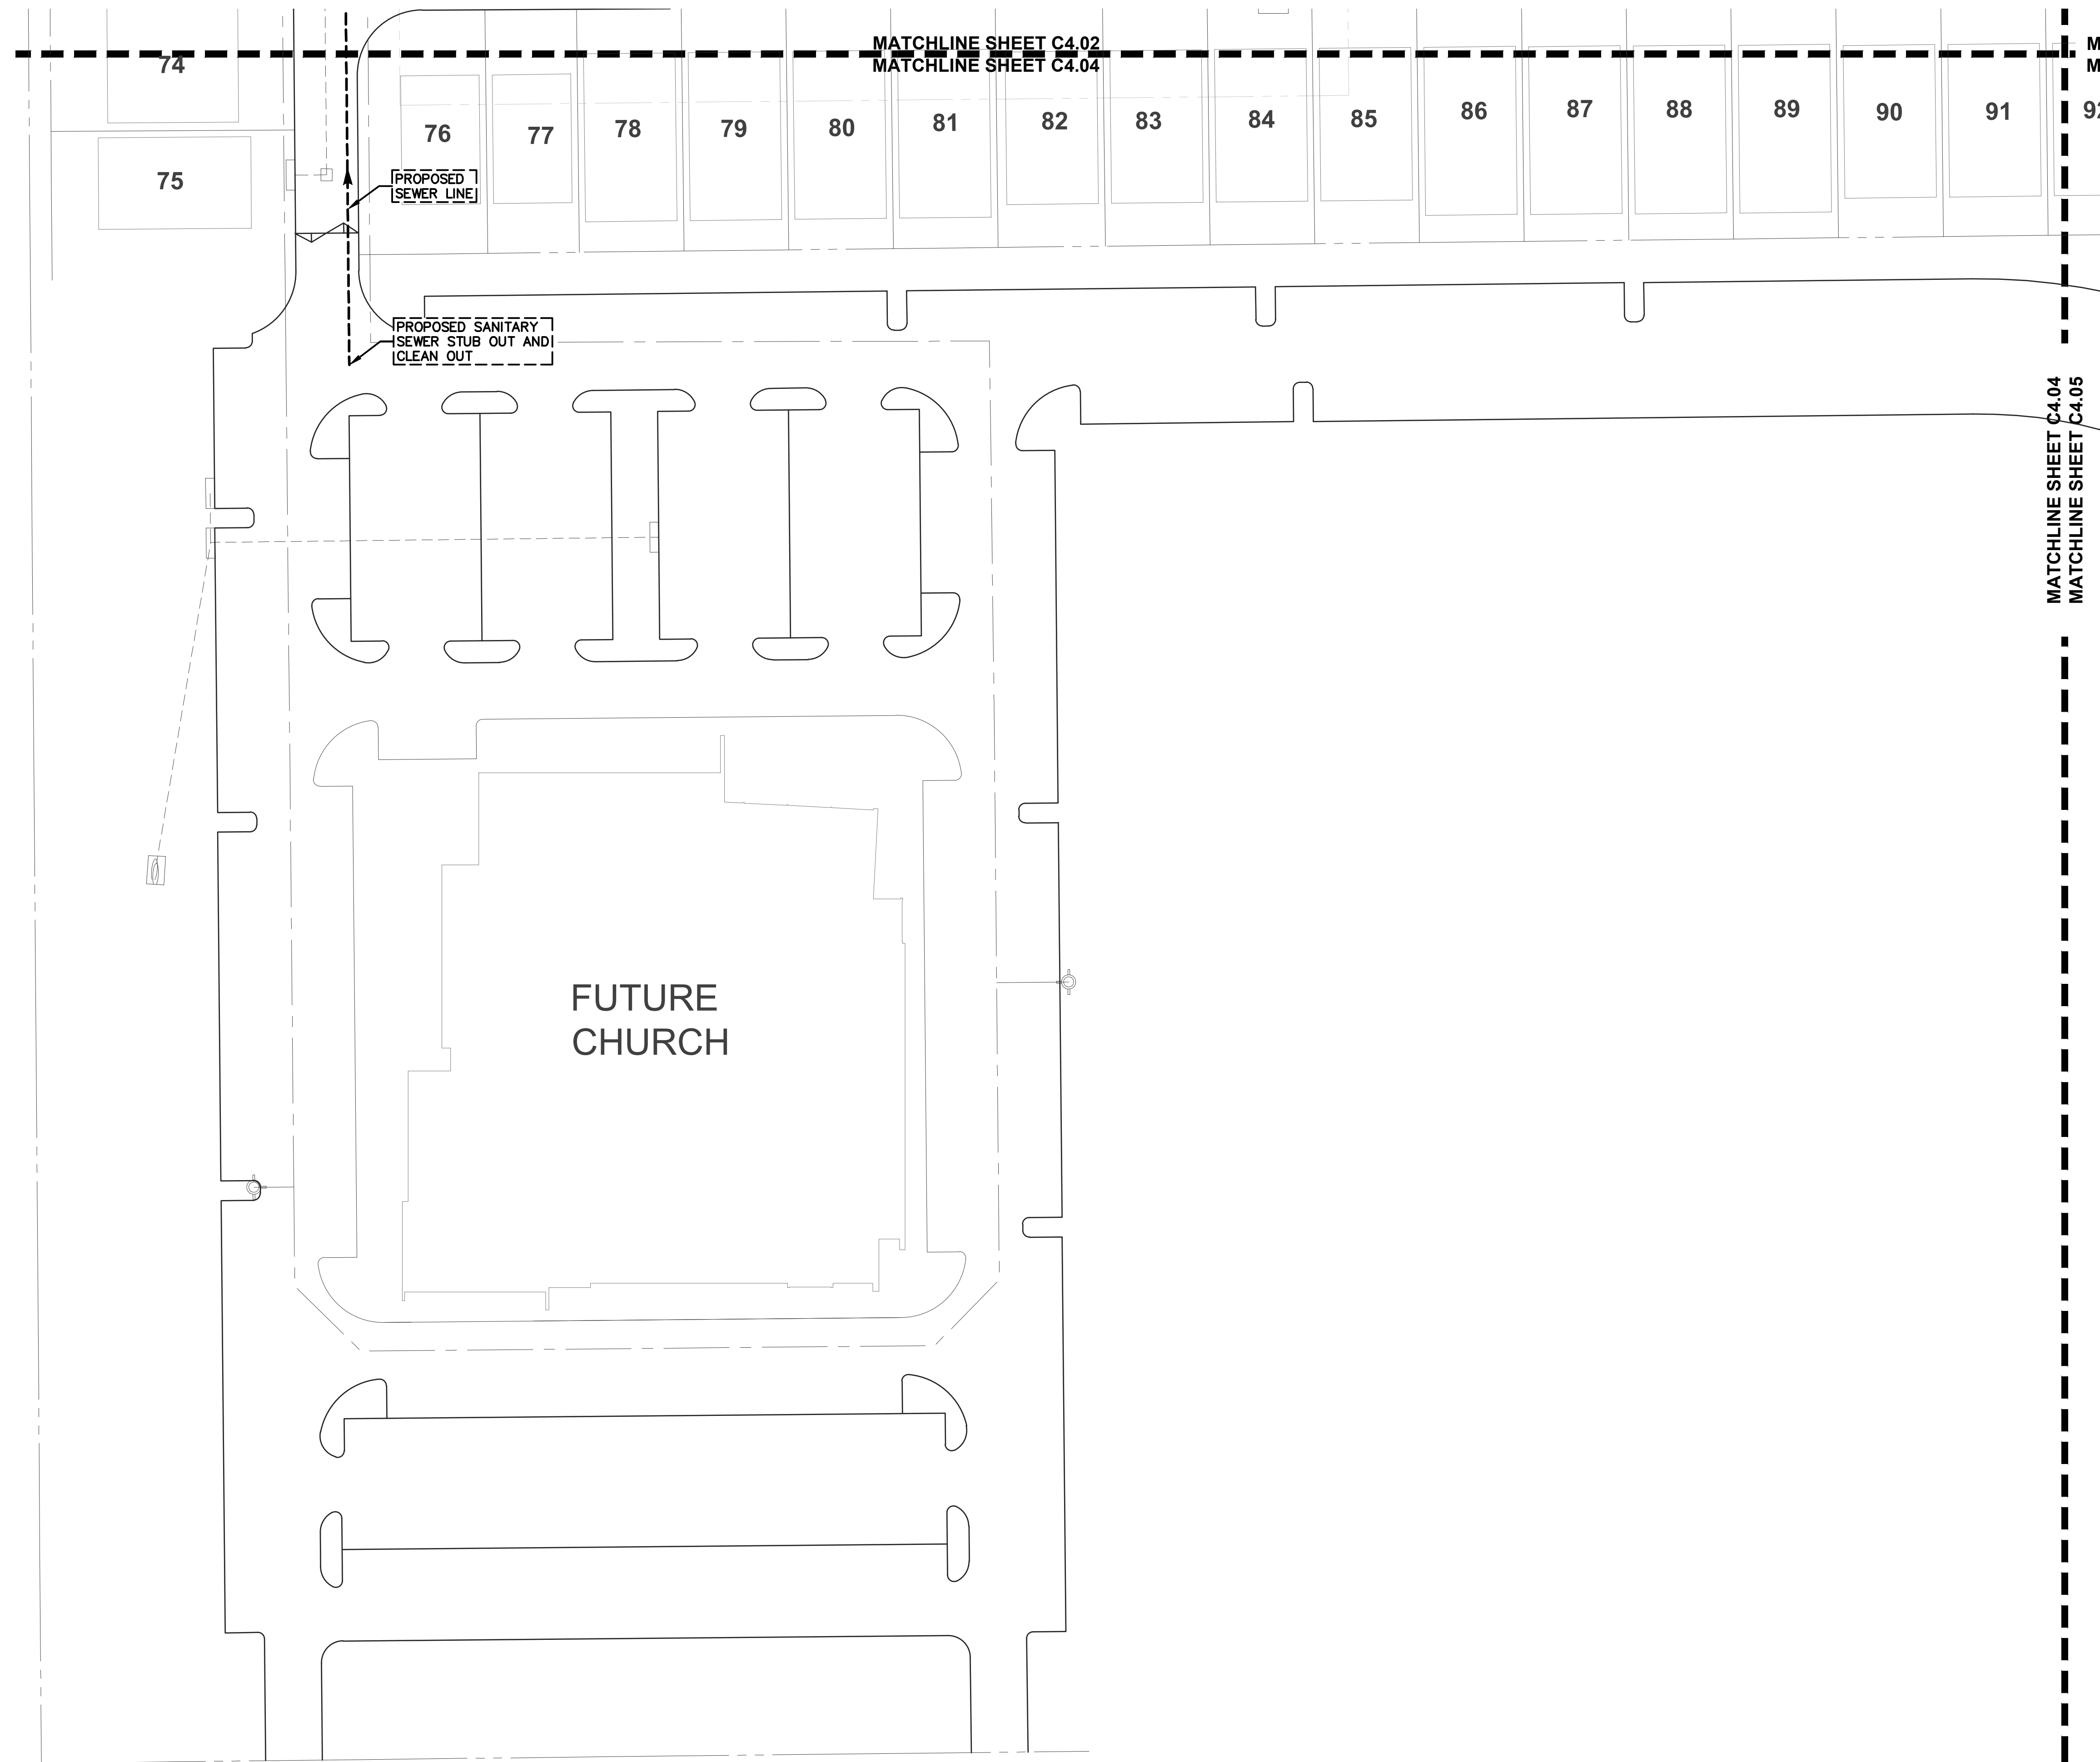 MATCHLINE SHEET C4.02
MATCHLINE SHEET C4.04
74
75
76
77
78
79
80
81
82
83
84
85
86
87
88
89
90
91
PROPOSED
SEWER LINE
PROPOSED SANITARY
SEWER STUB OUT AND
CLEAN OUT
MATCHLINE SHEET C4.04
MATCHLINE SHEET C4.05
FUTURE
CHURCH